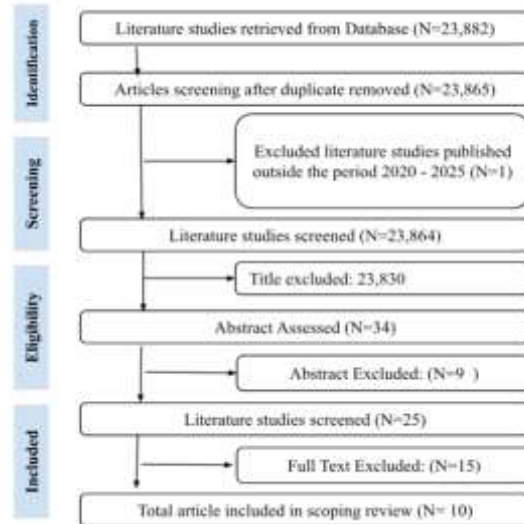 Identification
Literature studies retrieved from Database (N=23,882)
Articles screening after duplicate removed (N=23,865)
Screening
Excluded literature studies published
outside the period 2020 - 2025 (N=1)
Literature studies screened (N=23,864)
Title excluded: 23,830
Eligibility
Abstract Assessed (N=34)
Abstract Excluded: (N=9 )
Included
Literature studies screened (N=25)
Full Text Excluded: (N=15)
Total article included in scoping review (N= 10)